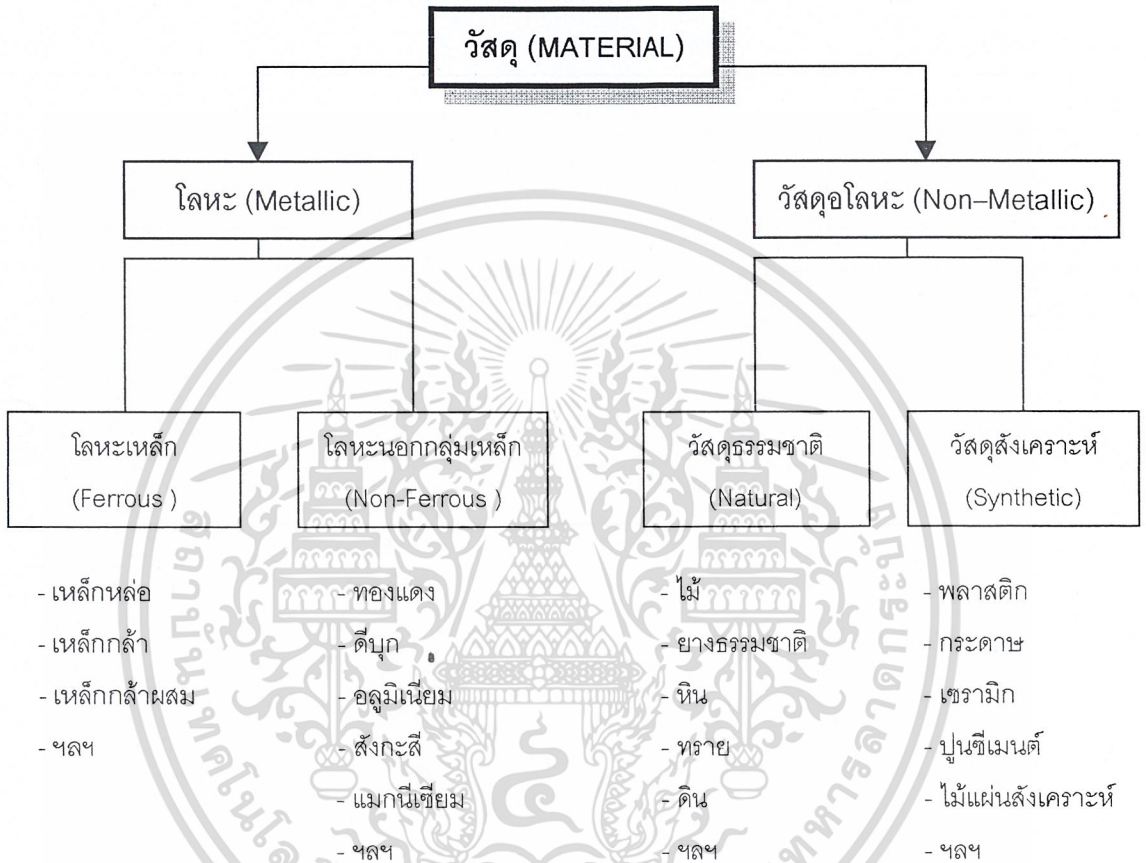 วัสดุ (MATERIAL)
โลหะ (Metallic)
วัสดุอโลหะ (Non–Metallic)
โลหะเหล็ก
(Ferrous )
- เหล็กหล่อ
- เหล็กกล้า
- เหล็กกล้าผสม
- ฯลฯ
โลหะนอกกลุ่มเหล็ก
(Non-Ferrous )
- ทองแดง
- ดีบุก
- อลูมิเนียม
- สังกะสี
- แมกนีเซียม
- ฯลฯ
วัสดุธรรมชาติ
(Natural)
- ไม้
- ยางธรรมชาติ
- หิน
- ทราย
- ดิน
- ฯลฯ
วัสดุสังเคราะห์
(Synthetic)
- พลาสติก
- กระดาษ
- เซรามิก
- ปูนซีเมนต์
- ไม้แผ่นสังเคราะห์
- ฯลฯ